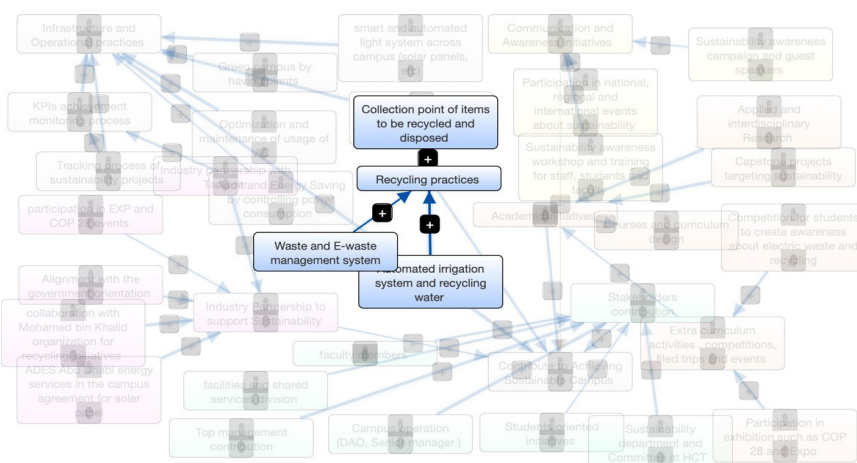 Infrastructure and
Operational practices
smart and automated
light system across
campus (solar panels,
etc
Communication and
Awareness initiatives
Sustainability awareness
campaign and guest
speakers
Green campus by
having plants
Participation in national,
regional and
international events
about sustainability
Collection point of items
to be recycled and
disposed
KPIs achievement
monitoring process
Optimization and
maintenance of usage of
Applied and
interdisciplinary
Research
Sustainability awareness
workshop and training
for staff, students and
faculty
Tracking process of
sustainability projects
Industry partnership
and Energy Saving
by controlling power
consumption
Recycling practices
Capstone projects
targeting sustainability
participation in EXP and
COP 28 events
Academic initiatives
Courses and curriculum
design
Competition for students
to create awareness
about electric waste and
recycling
Waste and E-waste
management system
Automated irrigation
system and recycling
water
Alignment with the
government orientation
Industry Partnership to
support Sustainability
Stakeholders
contribution
collaboration with
Mohamed bin Khalid
organization for
recycling initiatives
Extra curriculum
activities , competitions,
filed trips and events
faculty members
ADES Abu Dhabi energy
services in the campus
agreement for solar
panel
Contribute to Achieving
Sustainable Campus
facilities and shared
services division
Top management
contribution
Campus operation
(DAO, Senior manager )
Students oriented
initiatives
Sustainability
department and
Committee at HCT
Participation in
exhibition such as COP
28 and Expo